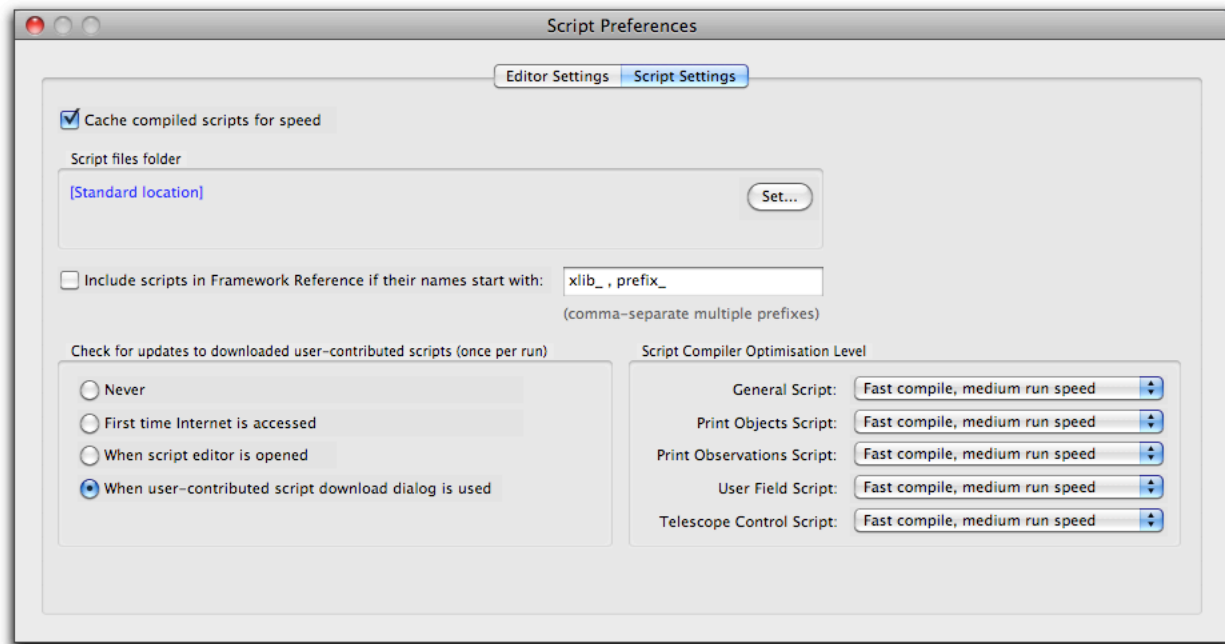 Script Preferences
Editor Settings Script Settings
Cache compiled scripts for speed
Script files folder
[Standard location] Set...
Include scripts in Framework Reference if their names start with: xlib_ , prefix_
(comma-separate multiple prefixes)
Check for updates to downloaded user-contributed scripts (once per run)
Never
First time Internet is accessed
When script editor is opened
When user-contributed script download dialog is used
Script Compiler Optimisation Level
General Script: Fast compile, medium run speed
Print Objects Script: Fast compile, medium run speed
Print Observations Script: Fast compile, medium run speed
User Field Script: Fast compile, medium run speed
Telescope Control Script: Fast compile, medium run speed